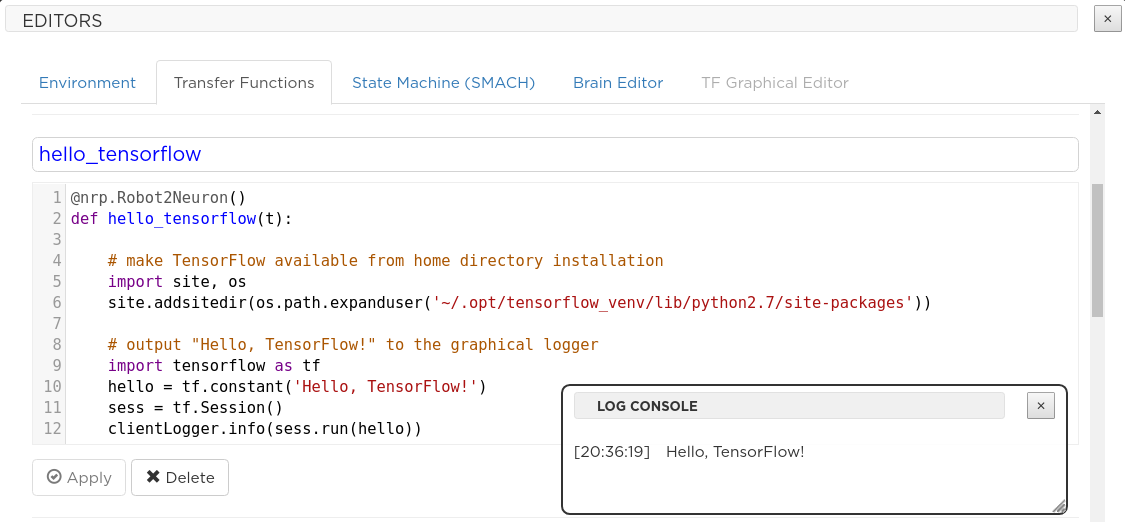 EDITORS
×
Environment Transfer Functions State Machine (SMACH) Brain Editor TF Graphical Editor
hello_tensorflow
1 @nrp.Robot2Neuron()
2 def hello_tensorflow(t):
3
4     # make TensorFlow available from home directory installation
5     import site, os
6     site.addsitedir(os.path.expanduser('~/.opt/tensorflow_venv/lib/python2.7/site-packages'))
7
8     # output "Hello, TensorFlow!" to the graphical logger
9     import tensorflow as tf
10     hello = tf.constant('Hello, TensorFlow!')
11     sess = tf.Session()
12     clientLogger.info(sess.run(hello))
LOG CONSOLE ×
[20:36:19] Hello, TensorFlow!
Apply Delete